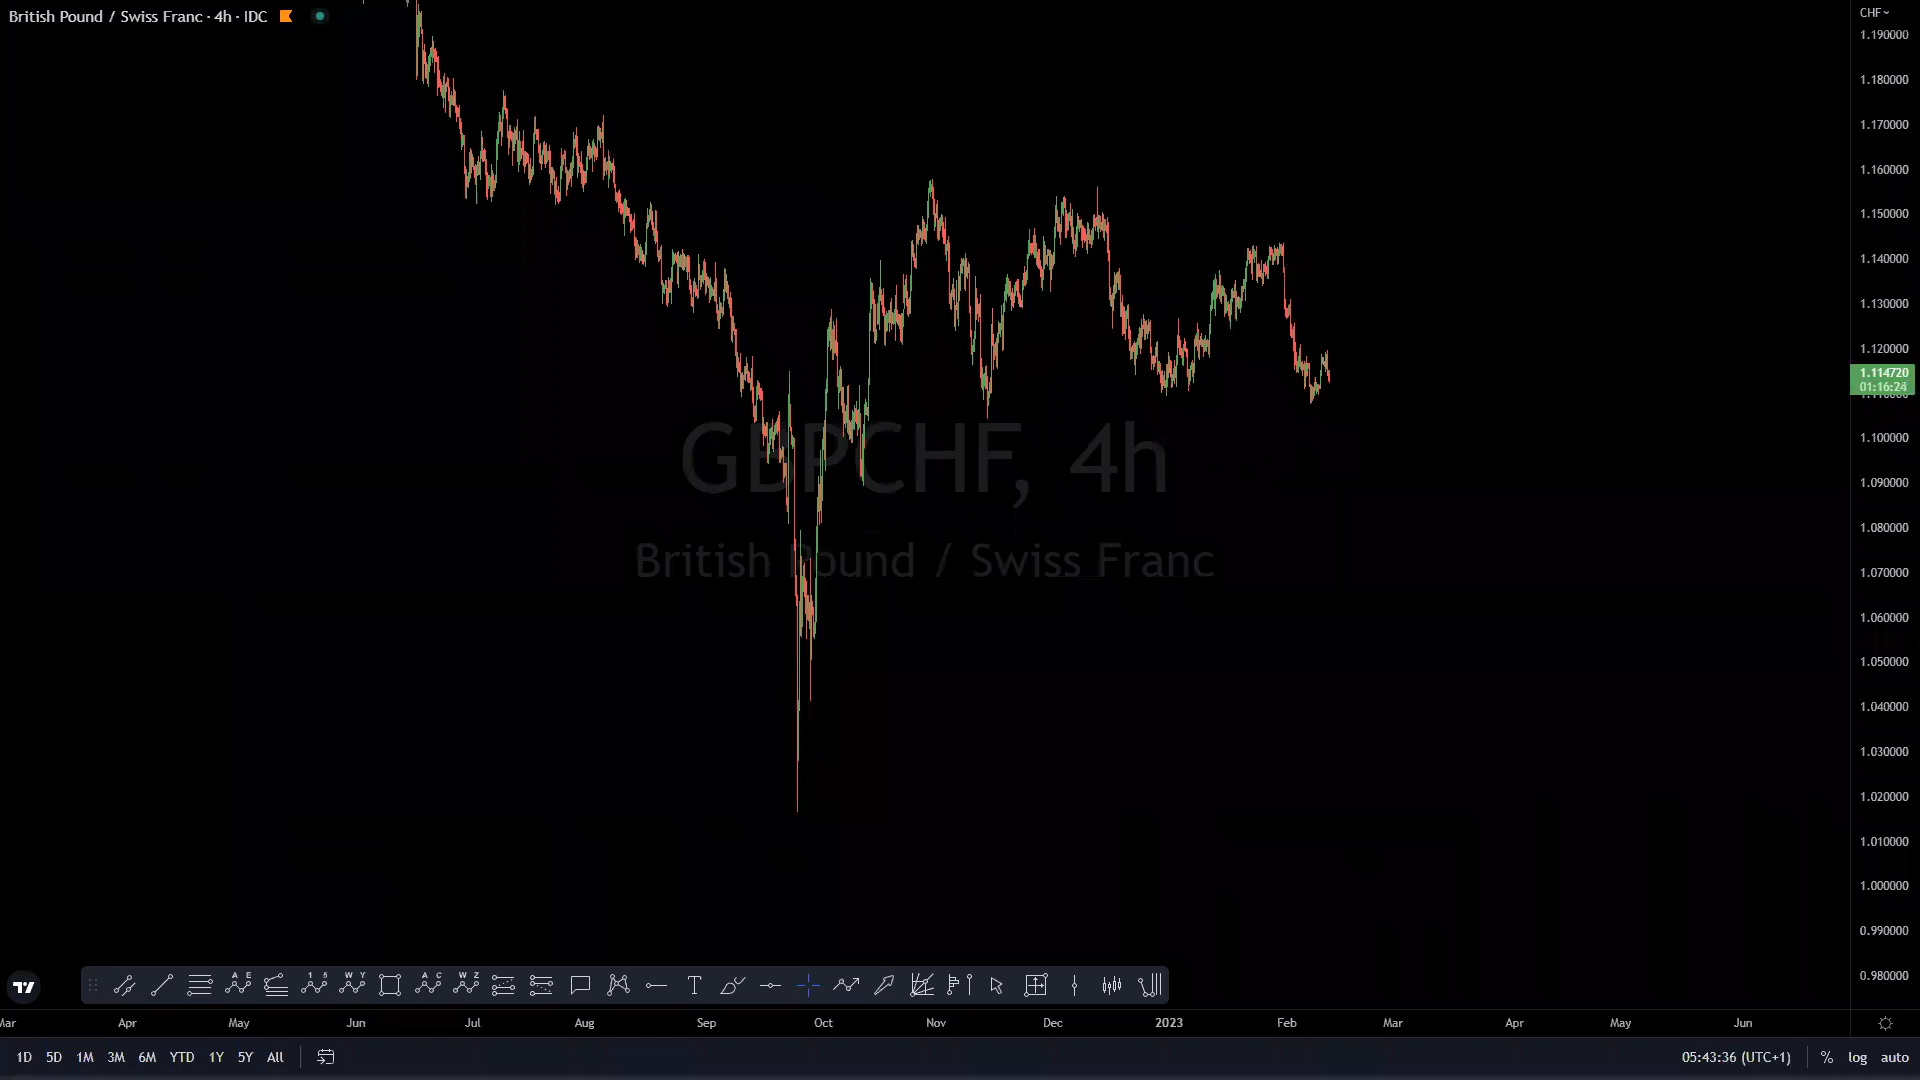 British Pound / Swiss Franc · 4h · IDC
CHF
1.190000
1.180000
1.170000
1.160000
1.150000
1.140000
1.130000
1.120000
1.114720
01:16:24
1.110000
1.100000
1.090000
1.080000
1.070000
1.060000
1.050000
1.040000
1.030000
1.020000
1.010000
1.000000
0.990000
0.980000
GBPCHF, 4h
British Pound / Swiss Franc
A E
1 5
W Y
A C
W Z
T
Mar Apr May Jun Jul Aug Sep Oct Nov Dec 2023 Feb Mar Apr May Jun
1D 5D 1M 3M 6M YTD 1Y 5Y All
05:43:36 (UTC+1) % log auto